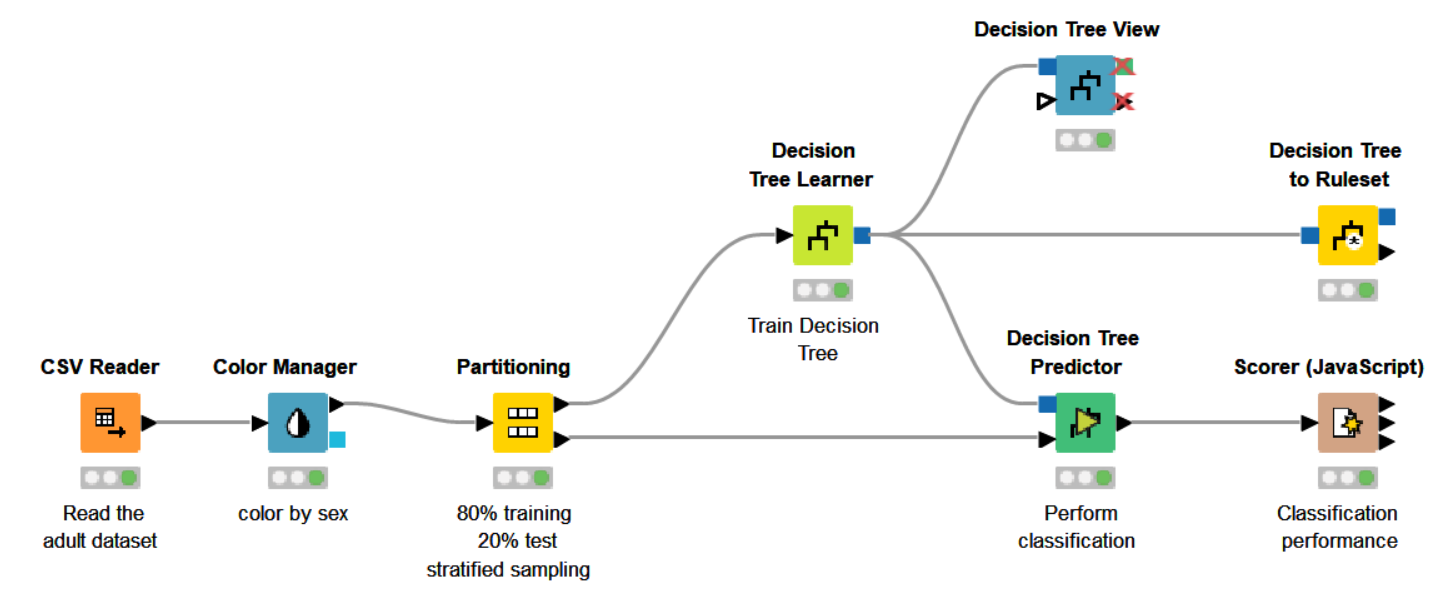 Decision Tree View
Decision
Tree Learner
Decision Tree
to Ruleset
Train Decision
Tree
Decision Tree
Predictor
CSV Reader
Color Manager
Partitioning
Scorer (JavaScript)
Read the
adult dataset
color by sex
80% training
20% test
stratified sampling
Perform
classification
Classification
performance